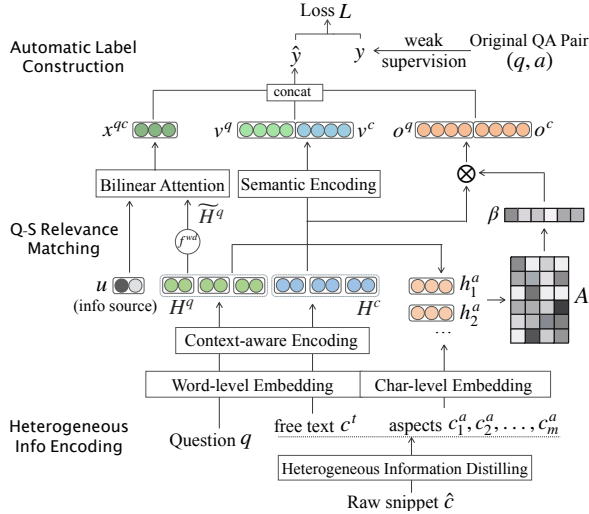 Loss L
Automatic Label
Construction
ŷ
y
weak
supervision
Original QA Pair
(q, a)
concat
x^{qc}
v^q
v^c
o^q
o^c
Bilinear Attention
Semantic Encoding
⊗
β
Q-S Relevance
Matching
\widetilde{H^q}
f^{wd}
u
(info source)
H^q
H^c
h_1^a
h_2^a
...
A
Context-aware Encoding
Word-level Embedding
Char-level Embedding
Heterogeneous
Info Encoding
Question q
free text c^t
aspects c_1^a, c_2^a, . . . , c_m^a
Heterogeneous Information Distilling
Raw snippet ĉ